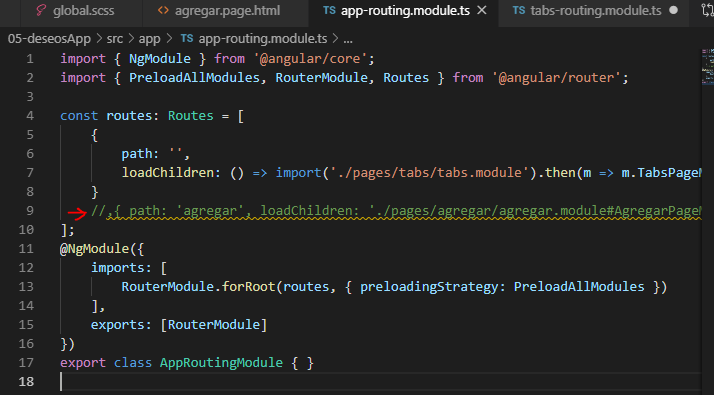 global.scss agregar.page.html TS app-routing.module.ts TS tabs-routing.module.ts
05-deseosApp > src > app > TS app-routing.module.ts > ...
1 import { NgModule } from '@angular/core';
2 import { PreloadAllModules, RouterModule, Routes } from '@angular/router';
3
4 const routes: Routes = [
5 {
6 path: '',
7 loadChildren: () => import('./pages/tabs/tabs.module').then(m => m.TabsPageM
8 }
9 //,{ path: 'agregar', loadChildren: './pages/agregar/agregar.module#AgregarPageM
10 ];
11 @NgModule({
12 imports: [
13 RouterModule.forRoot(routes, { preloadingStrategy: PreloadAllModules })
14 ],
15 exports: [RouterModule]
16 })
17 export class AppRoutingModule { }
18